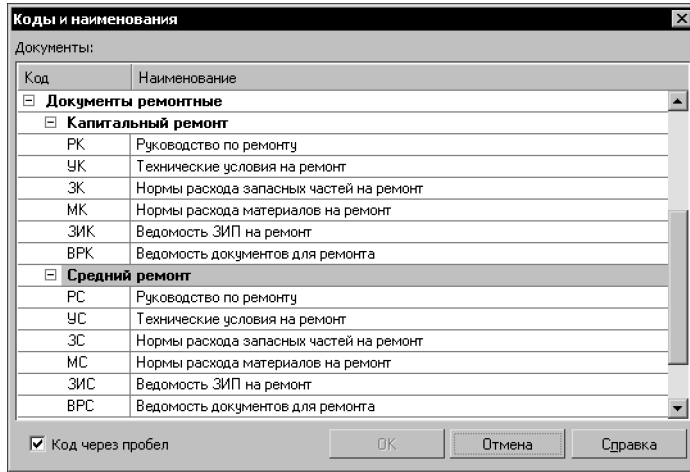 Коды и наименования
Документы:
Код Наименование
Документы ремонтные
Капитальный ремонт
РК Руководство по ремонту
УК Технические условия на ремонт
ЗК Нормы расхода запасных частей на ремонт
МК Нормы расхода материалов на ремонт
ЗИК Ведомость ЗИП на ремонт
ВРК Ведомость документов для ремонта
Средний ремонт
РС Руководство по ремонту
УС Технические условия на ремонт
ЗС Нормы расхода запасных частей на ремонт
МС Нормы расхода материалов на ремонт
ЗИС Ведомость ЗИП на ремонт
ВРС Ведомость документов для ремонта
Код через пробел OK Отмена Справка